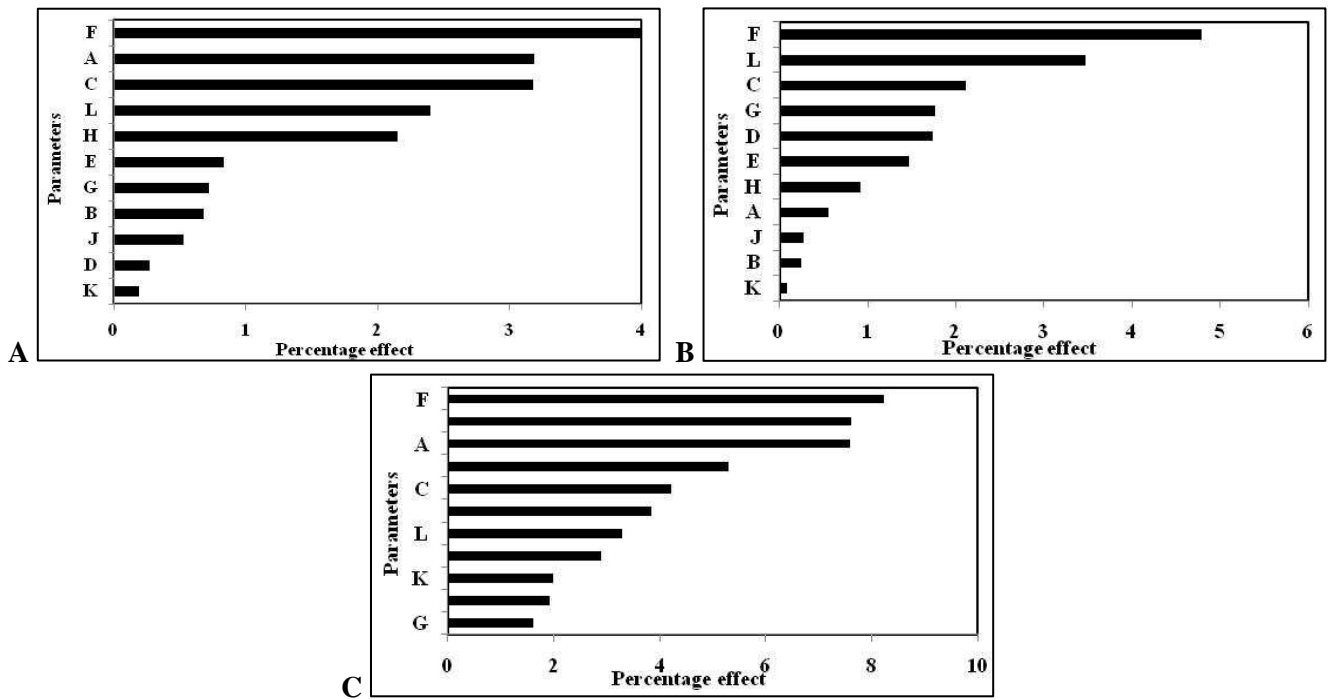 F
A
C
L
H
E
G
B
J
D
K
Parameters
0 1 2 3 4
Percentage effect
A
F
L
C
G
D
E
H
A
J
B
K
Parameters
0 1 2 3 4 5 6
Percentage effect
B
F
A
C
L
K
G
Parameters
0 2 4 6 8 10
Percentage effect
C